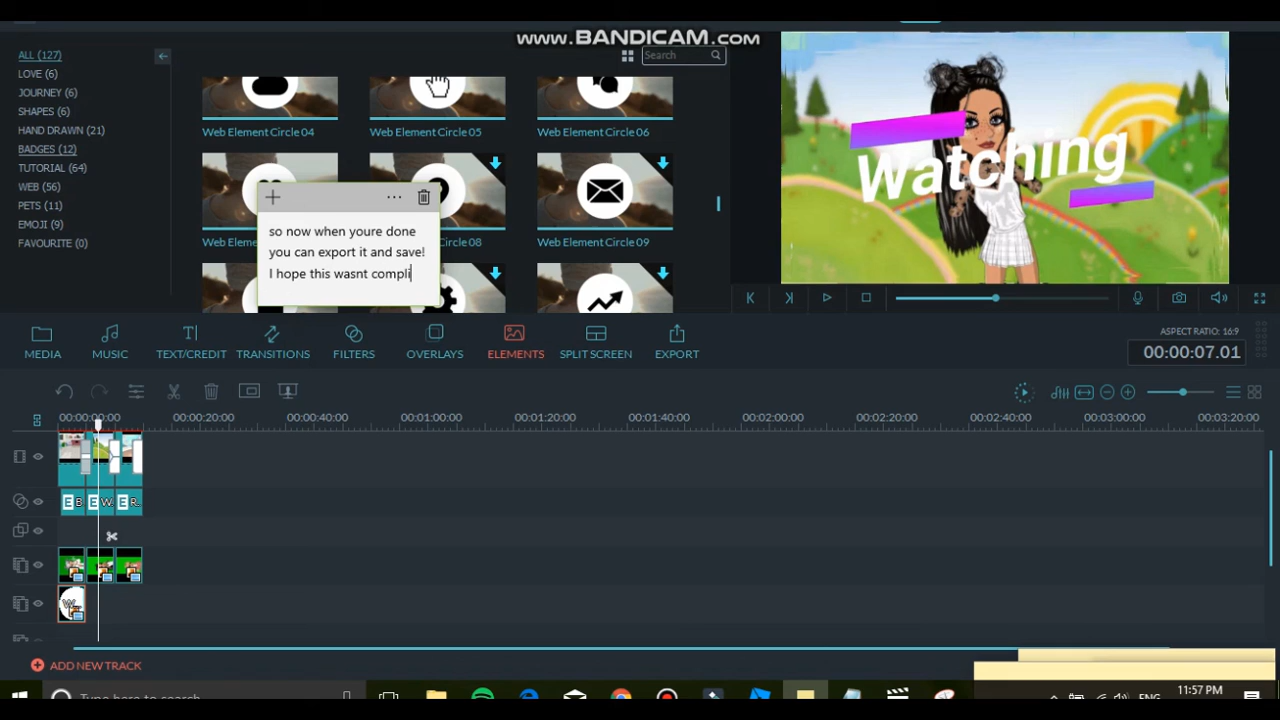 www.BANDICAM.com
ALL (127)
LOVE (6)
JOURNEY (6)
SHAPES (6)
HAND DRAWN (21)
BADGES (12)
TUTORIAL (64)
WEB (56)
PETS (11)
EMOJI (9)
FAVOURITE (0)
Search
Web Element Circle 04
Web Element Circle 05
Web Element Circle 06
Web Eleme
Circle 08
Web Element Circle 09
so now when youre done
you can export it and save!
I hope this wasnt compli
Watching
MEDIA
MUSIC
TEXT/CREDIT
TRANSITIONS
FILTERS
OVERLAYS
ELEMENTS
SPLIT SCREEN
EXPORT
ASPECT RATIO: 16:9
00:00:07.01
00:00:00:00
00:00:20:00
00:00:40:00
00:01:00:00
00:01:20:00
00:01:40:00
00:02:00:00
00:02:20:00
00:02:40:00
00:03:00:00
00:03:20:00
E B
E W.
E R..
ADD NEW TRACK
Type here to search
ENG
11:57 PM